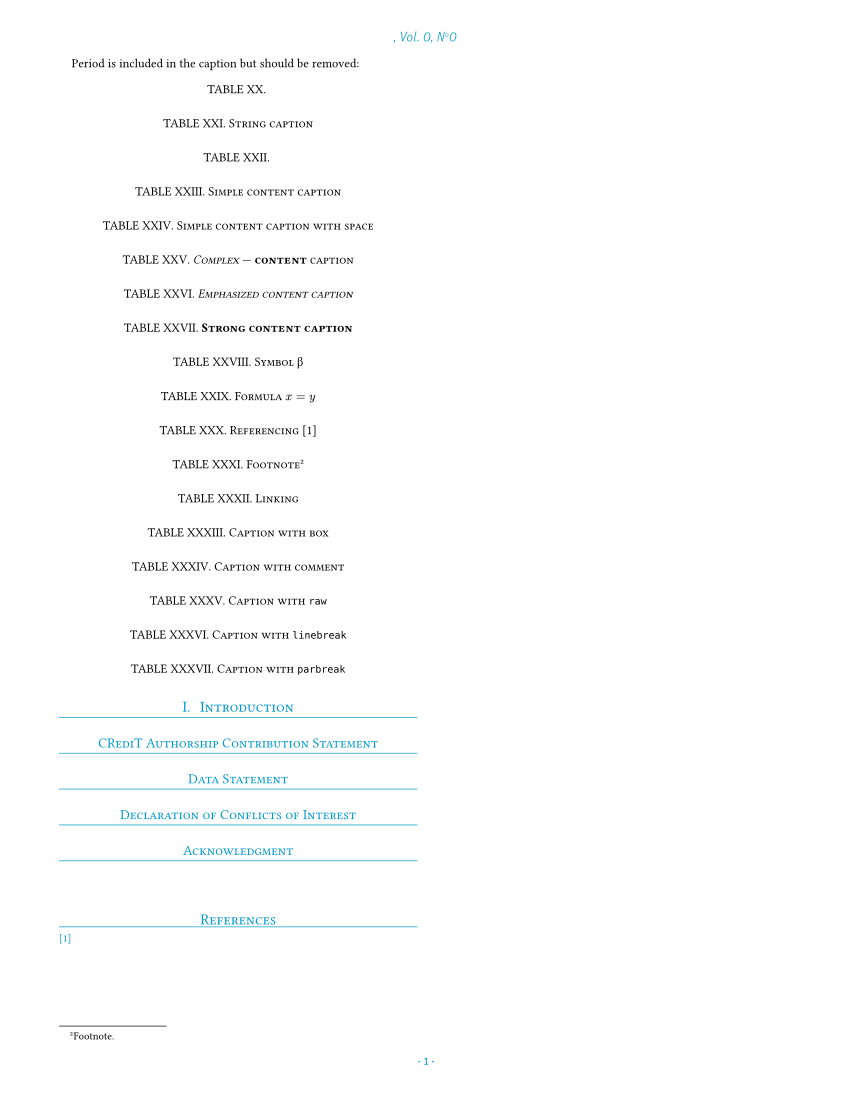 , Vol. 0, Nº0
Period is included in the caption but should be removed:
TABLE XX.
TABLE XXI. String caption
TABLE XXII.
TABLE XXIII. Simple content caption
TABLE XXIV. Simple content caption with space
TABLE XXV. Complex — content caption
TABLE XXVI. Emphasized content caption
TABLE XXVII. Strong content caption
TABLE XXVIII. Symbol β
TABLE XXIX. Formula x = y
TABLE XXX. Referencing [1]
TABLE XXXI. Footnote²
TABLE XXXII. Linking
TABLE XXXIII. Caption with box
TABLE XXXIV. Caption with comment
TABLE XXXV. Caption with raw
TABLE XXXVI. Caption with linebreak
TABLE XXXVII. Caption with parbreak
I. Introduction
CRediT Authorship Contribution Statement
Data Statement
Declaration of Conflicts of Interest
Acknowledgment
References
[1]
²Footnote.
- 1 -